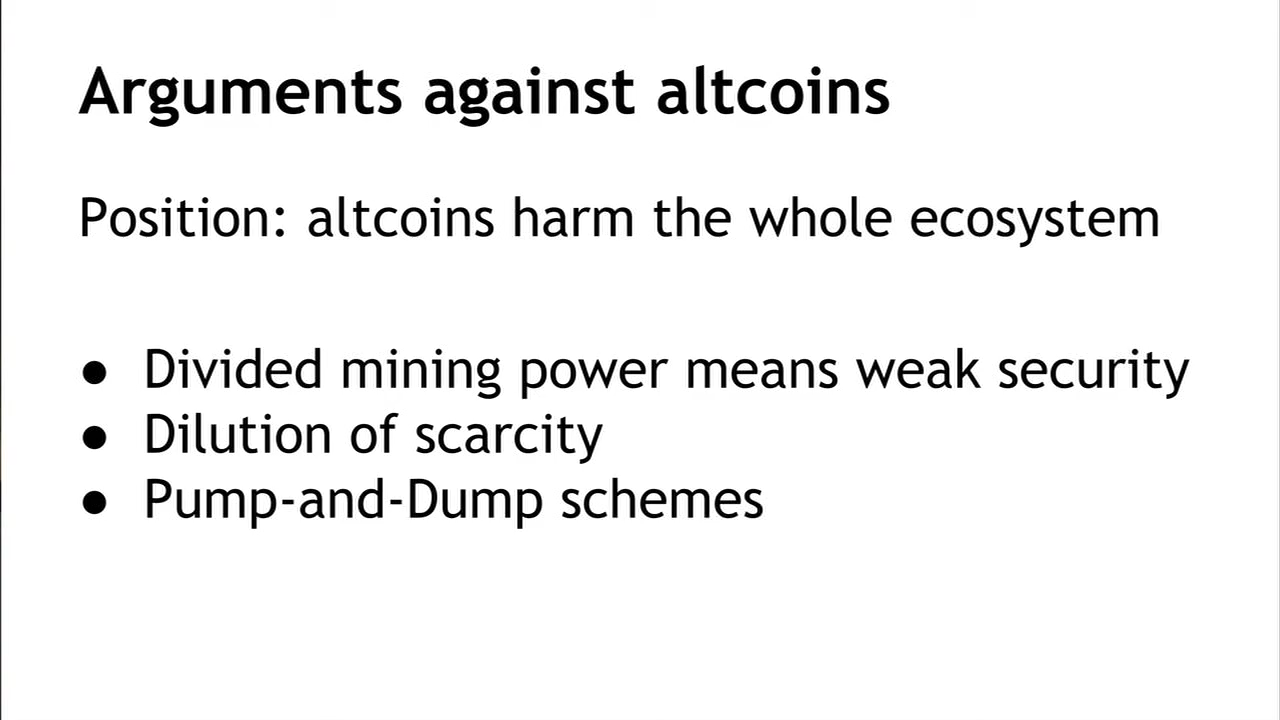 Arguments against altcoins
Position: altcoins harm the whole ecosystem
● Divided mining power means weak security
● Dilution of scarcity
● Pump-and-Dump schemes